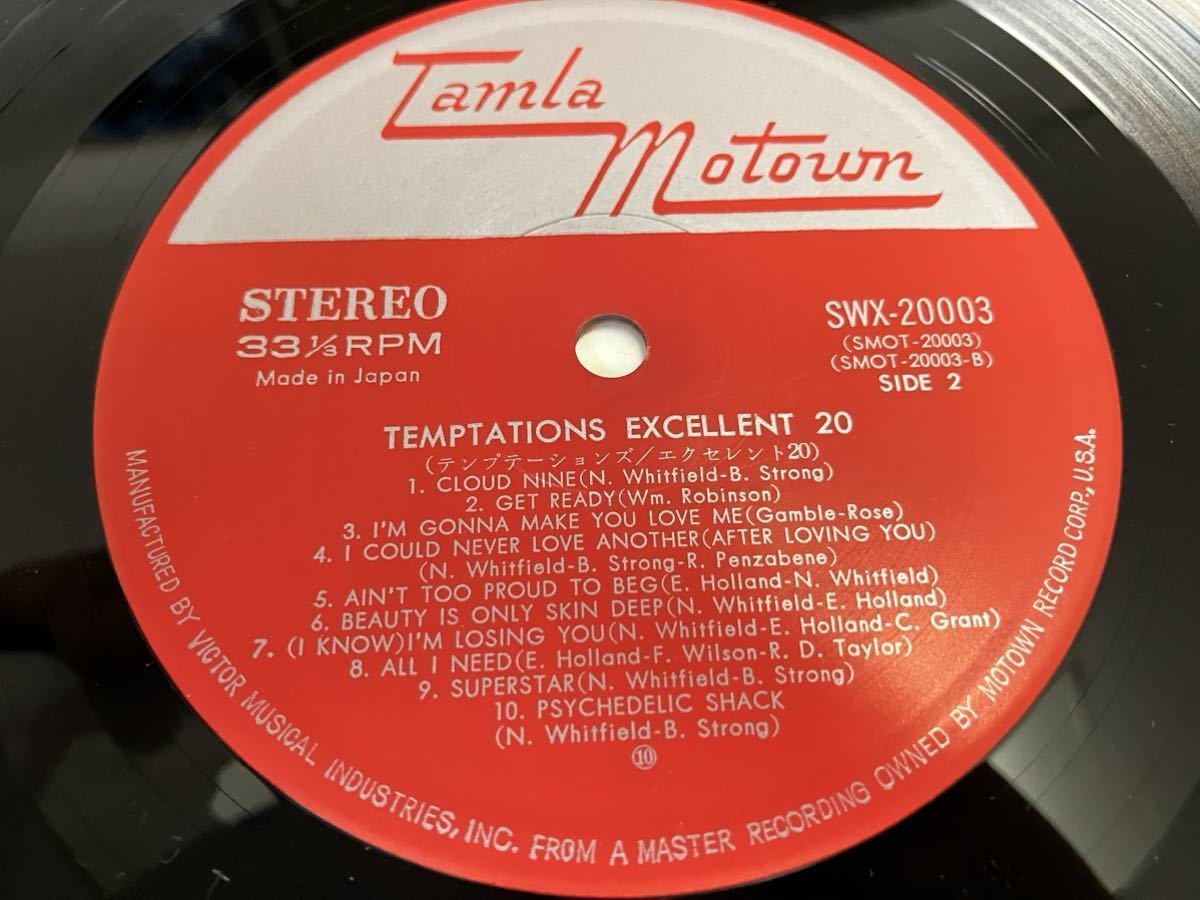 Tamla
Motown
STEREO
33 1/3 RPM
Made in Japan
SWX-20003
(SMOT-20003)
(SMOT-20003-B)
SIDE 2
TEMPTATIONS EXCELLENT 20
(テンプテーションズ/エクセレント20)
1. CLOUD NINE(N. Whitfield-B. Strong)
2. GET READY(Wm. Robinson)
3. I'M GONNA MAKE YOU LOVE ME(Gamble-Rose)
4. I COULD NEVER LOVE ANOTHER(AFTER LOVING YOU)
(N. Whitfield-B. Strong-R. Penzabene)
5. AIN'T TOO PROUD TO BEG(E. Holland-N. Whitfield)
6. BEAUTY IS ONLY SKIN DEEP(N. Whitfield-E. Holland)
7. (I KNOW)I'M LOSING YOU(N. Whitfield-E. Holland-C. Grant)
8. ALL I NEED(E. Holland-F. Wilson-R. D. Taylor)
9. SUPERSTAR(N. Whitfield-B. Strong)
10. PSYCHEDELIC SHACK
(N. Whitfield-B. Strong)
⑩
MANUFACTURED BY VICTOR MUSICAL INDUSTRIES, INC. FROM A MASTER RECORDING OWNED BY MOTOWN RECORD CORP., U.S.A.